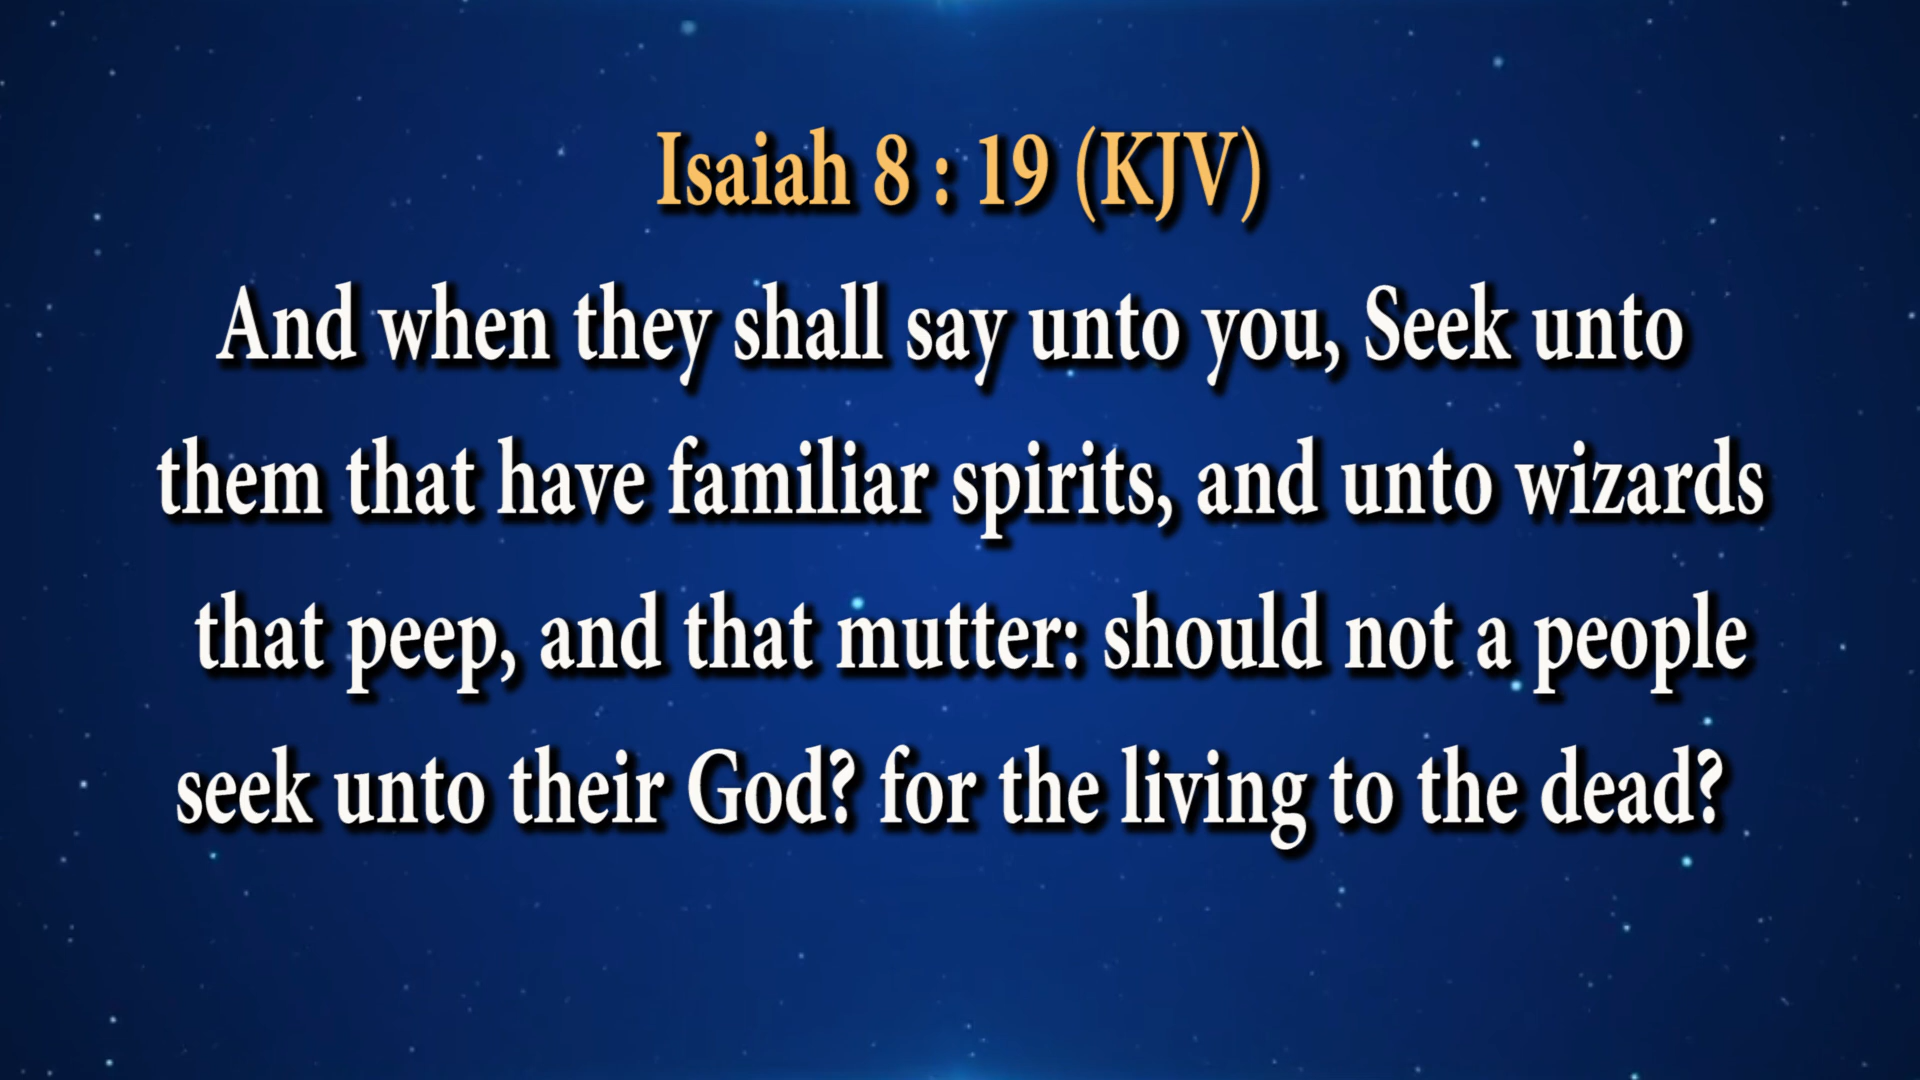 Isaiah 8 : 19 (KJV)
And when they shall say unto you, Seek unto
them that have familiar spirits, and unto wizards
that peep, and that mutter: should not a people
seek unto their God? for the living to the dead?